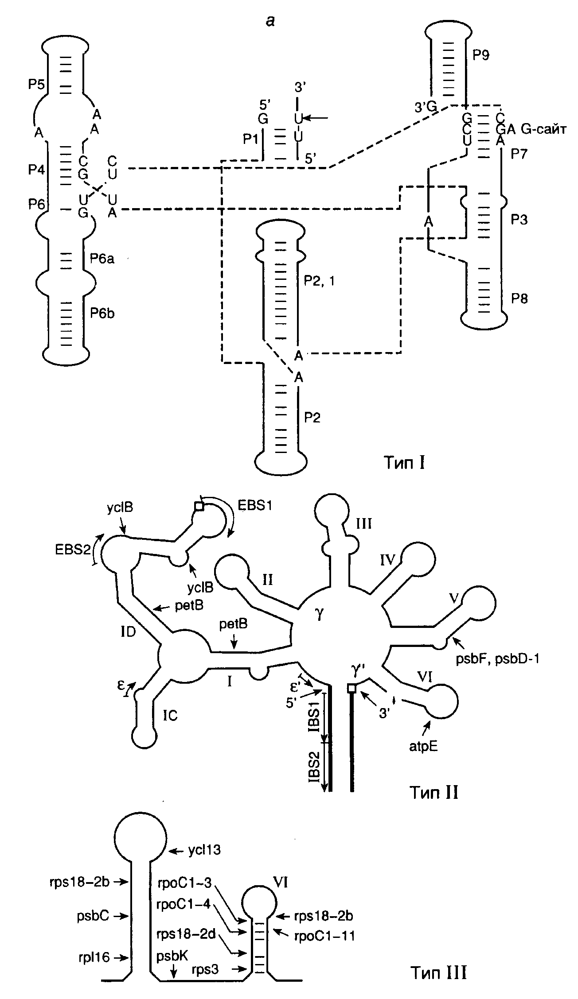 а
P5
A
A
A
P4
C
G
C
U
P6
U
G
U
A
P6a
P6b
5'
G
3'
U
U
P1
5'
P9
3'G
G
C
U
C
GA
A
G-сайт
P7
A
P3
P8
P2, 1
A
A
P2
Тип I
yclB
EBS1
EBS2
yclB
petB
petB
ID
I
IC
ε
ε'
II
III
IV
V
VI
γ
γ''
psbF, psbD-1
5'
3'
IBS1
IBS2
atpE
Тип II
ycl13
rps18–2b
psbC
rpl16
psbK
rpoC1–3
rpoC1–4
rps18–2d
rps3
VI
rps18–2b
rpoC1–11
Тип III